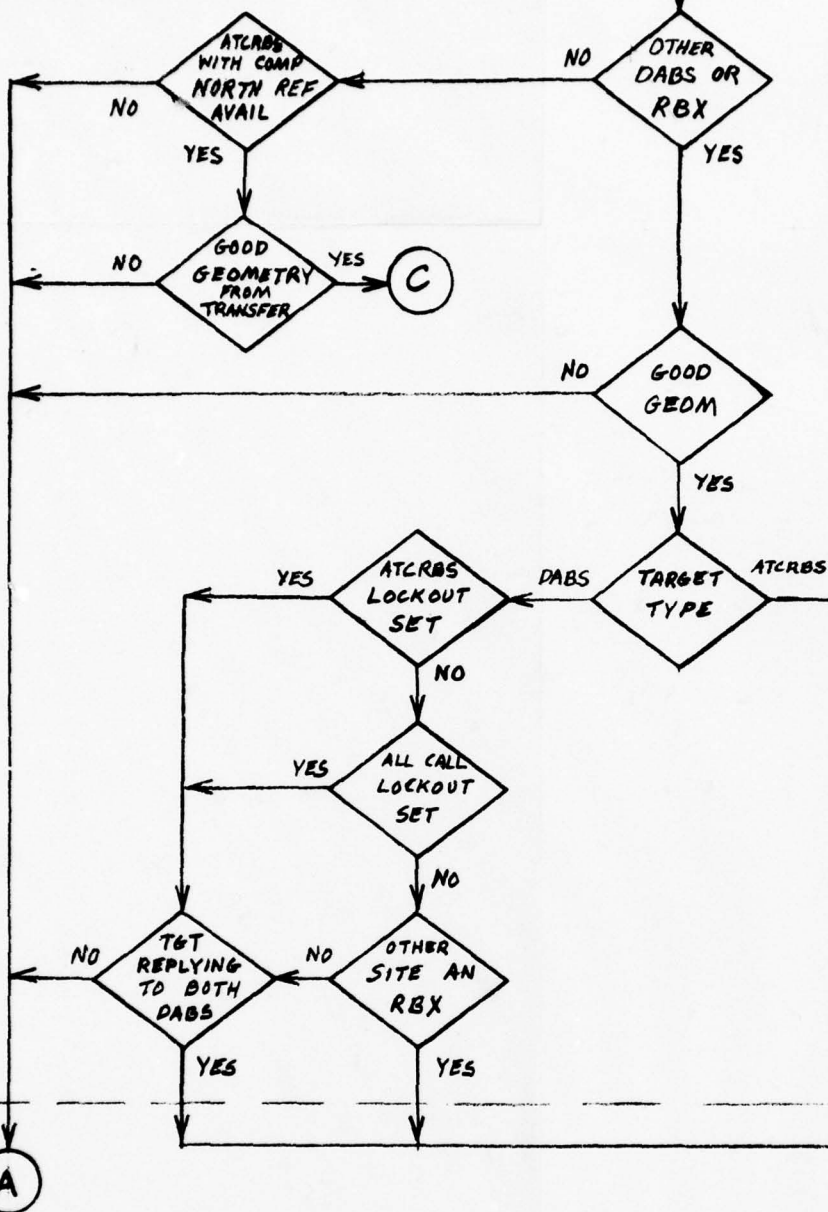 ATCRBS
WITH COMP
NORTH REF
AVAIL
NO
OTHER
DABS OR
RBX
NO
YES
YES
GOOD
GEOMETRY
FROM
TRANSFER
NO
YES
C
NO
GOOD
GEOM
YES
YES
ATCRBS
LOCKOUT
SET
DABS
TARGET
TYPE
ATCRBS
NO
YES
ALL CALL
LOCKOUT
SET
NO
NO
TGT
REPLYING
TO BOTH
DABS
NO
OTHER
SITE AN
RBX
YES
YES
A